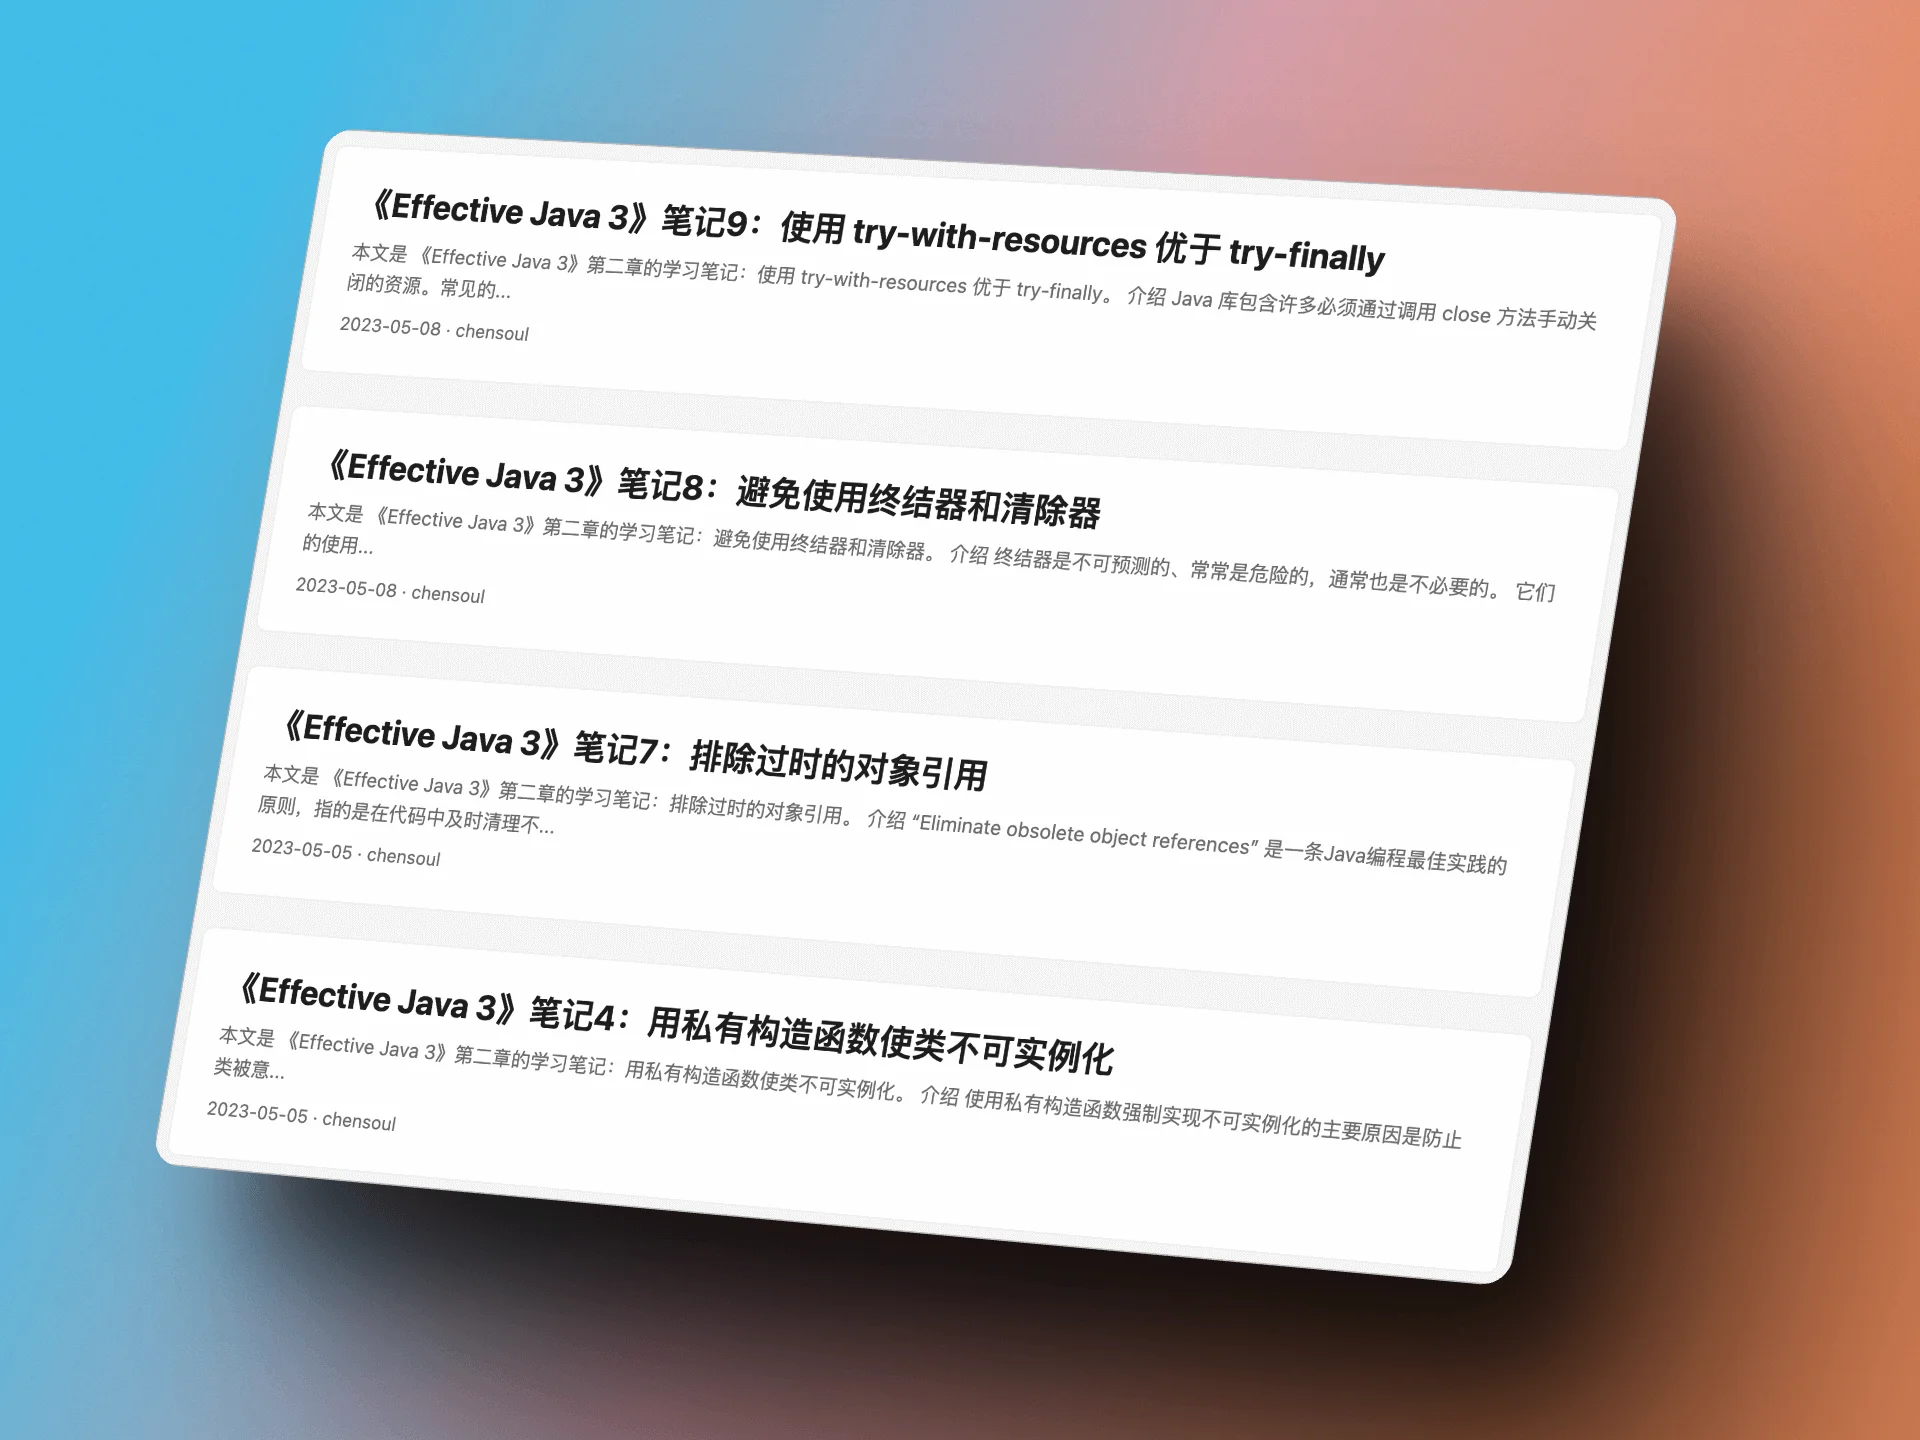 《Effective Java 3》笔记9：使用 try-with-resources 优于 try-finally
本文是 《Effective Java 3》第二章的学习笔记：使用 try-with-resources 优于 try-finally。 介绍 Java 库包含许多必须通过调用 close 方法手动关
闭的资源。常见的...
2023-05-08 · chensoul
《Effective Java 3》笔记8：避免使用终结器和清除器
本文是 《Effective Java 3》第二章的学习笔记：避免使用终结器和清除器。 介绍 终结器是不可预测的、常常是危险的，通常也是不必要的。 它们
的使用...
2023-05-08 · chensoul
《Effective Java 3》笔记7：排除过时的对象引用
本文是 《Effective Java 3》第二章的学习笔记：排除过时的对象引用。 介绍 “Eliminate obsolete object references” 是一条Java编程最佳实践的
原则，指的是在代码中及时清理不...
2023-05-05 · chensoul
《Effective Java 3》笔记4：用私有构造函数使类不可实例化
本文是 《Effective Java 3》第二章的学习笔记：用私有构造函数使类不可实例化。 介绍 使用私有构造函数强制实现不可实例化的主要原因是防止
类被意...
2023-05-05 · chensoul